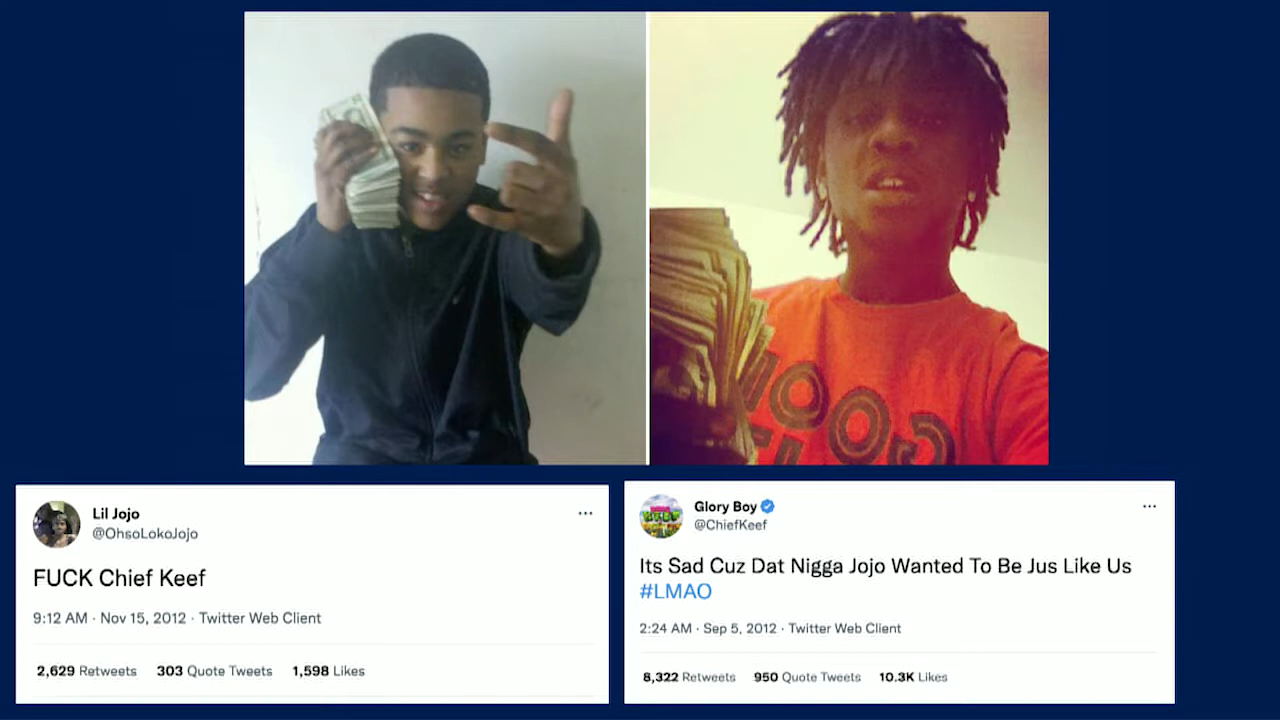 Lil Jojo
@OhsoLokoJojo
FUCK Chief Keef
9:12 AM · Nov 15, 2012 · Twitter Web Client
2,629 Retweets 303 Quote Tweets 1,598 Likes
Glory Boy
@ChiefKeef
Its Sad Cuz Dat Nigga Jojo Wanted To Be Jus Like Us
#LMAO
2:24 AM · Sep 5, 2012 · Twitter Web Client
8,322 Retweets 950 Quote Tweets 10.3K Likes